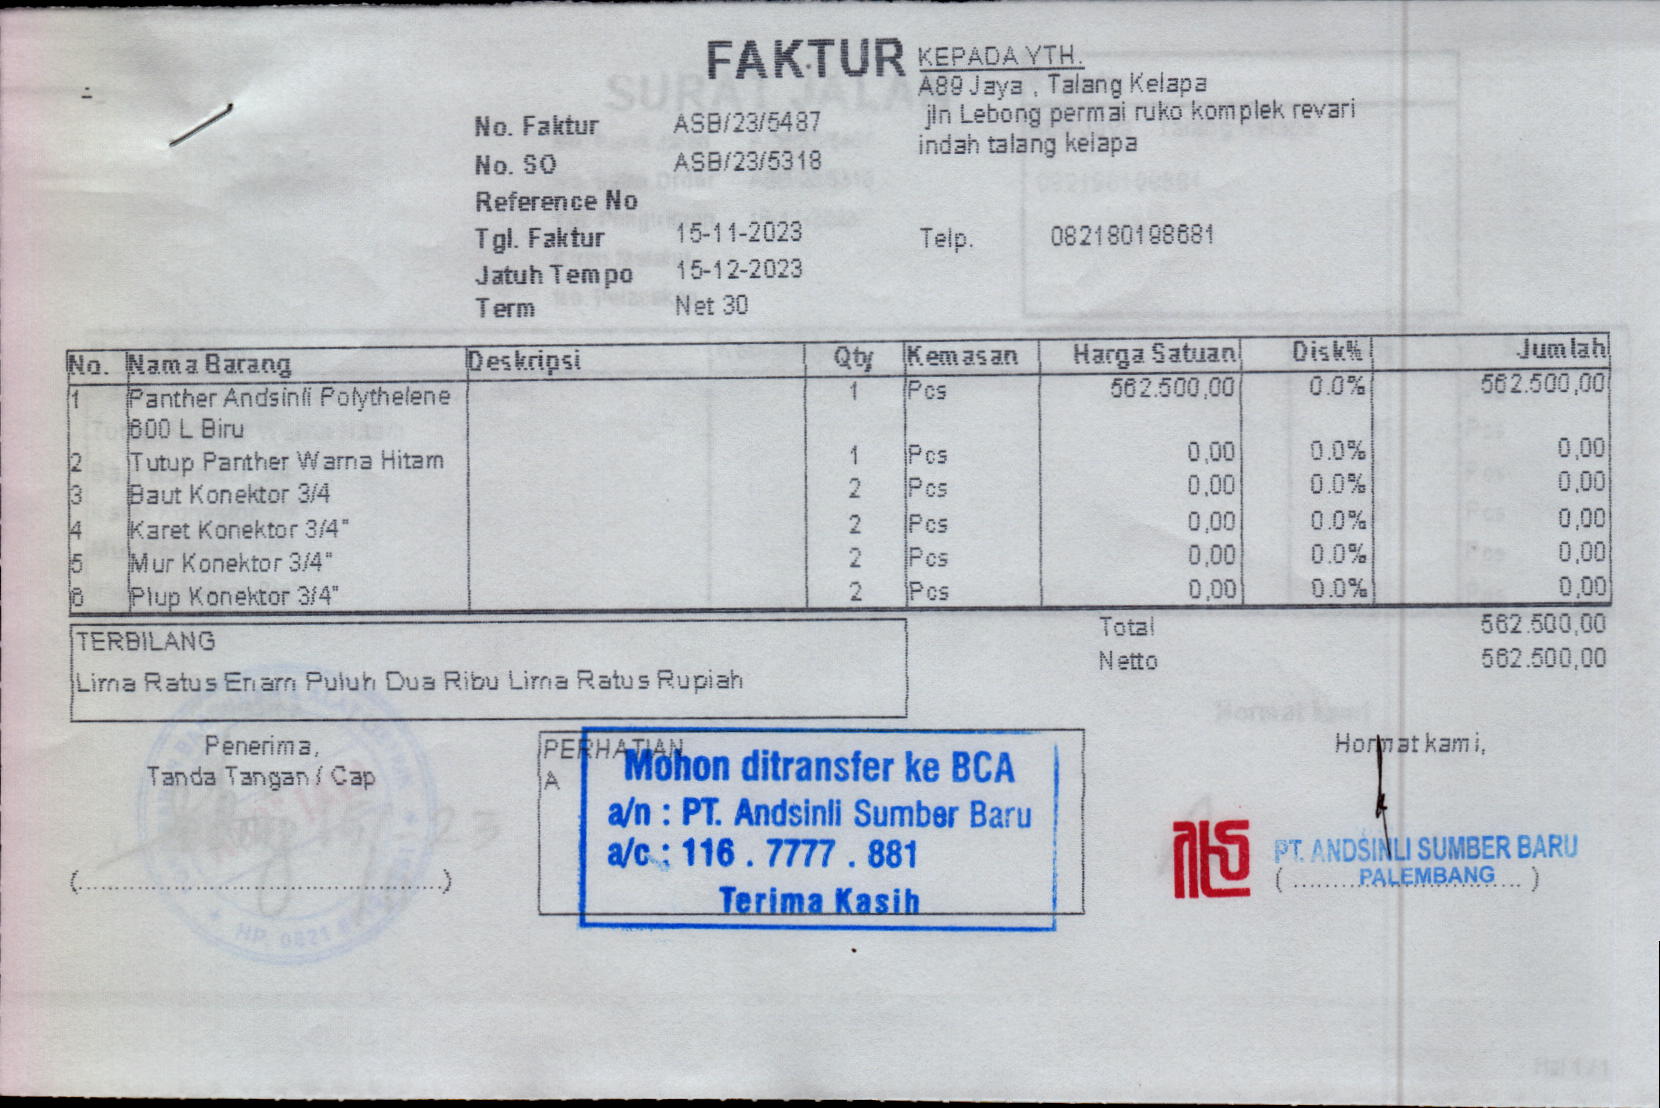 FAKTUR
KEPADA YTH.
A89 Jaya , Talang Kelapa
jln Lebong permai ruko komplek revari
indah talang kelapa
No. Faktur ASB/23/5487
No. SO ASB/23/5318
Reference No
Tgl. Faktur 15-11-2023
Telp. 082180198681
Jatuh Tempo 15-12-2023
Term Net 30
No. Nama Barang Deskripsi Qty Kemasan Harga Satuan Disk% Jumlah
1 Panther Andsinli Polythelene 1 Pcs 562.500,00 0.0% 562.500,00
600 L Biru
2 Tutup Panther Warna Hitam 1 Pcs 0,00 0.0% 0,00
3 Baut Konektor 3/4 2 Pcs 0,00 0.0% 0,00
4 Karet Konektor 3/4" 2 Pcs 0,00 0.0% 0,00
5 Mur Konektor 3/4" 2 Pcs 0,00 0.0% 0,00
6 Plup Konektor 3/4" 2 Pcs 0,00 0.0% 0,00
Total 562.500,00
Netto 562.500,00
TERBILANG
Lima Ratus Enam Puluh Dua Ribu Lima Ratus Rupiah
Penerima,
Tanda Tangan / Cap
PERHATIAN
A
Mohon ditransfer ke BCA
a/n : PT. Andsinli Sumber Baru
a/c : 116 . 7777 . 881
Terima Kasih
Hormat kami,
PT. ANDSINLI SUMBER BARU
PALEMBANG